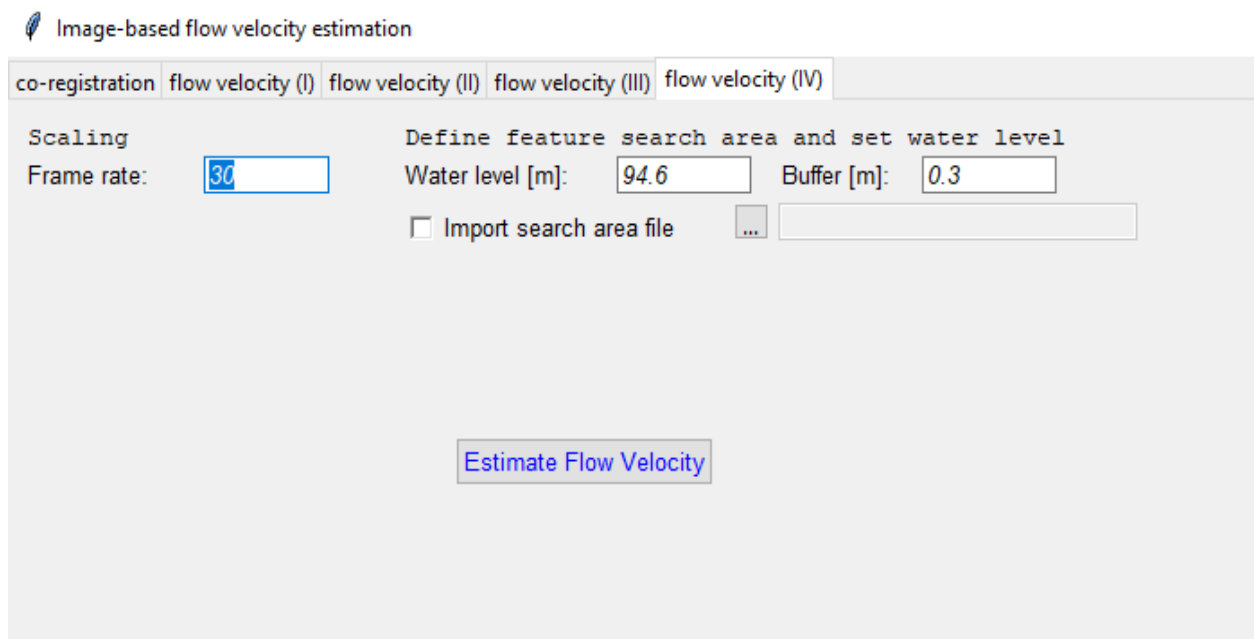 Image-based flow velocity estimation
co-registration flow velocity (I) flow velocity (II) flow velocity (III) flow velocity (IV)
Scaling Define feature search area and set water level
Frame rate: 30 Water level [m]: 94.6 Buffer [m]: 0.3
Import search area file ...
Estimate Flow Velocity